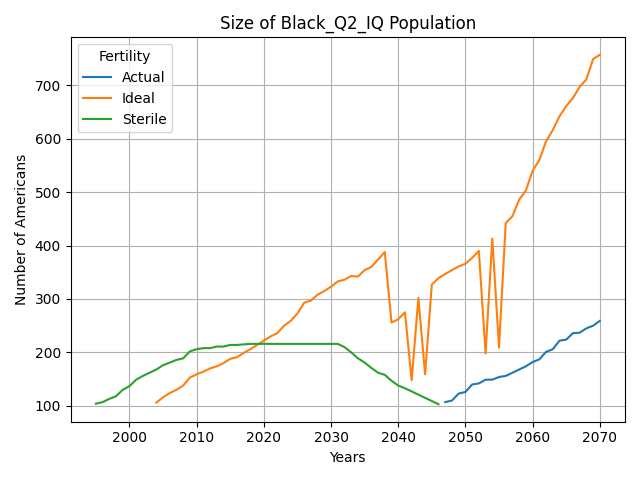 Size of Black_Q2_IQ Population
Fertility
Actual
Ideal
Sterile
Number of Americans
700
600
500
400
300
200
100
2000 2010 2020 2030 2040 2050 2060 2070
Years